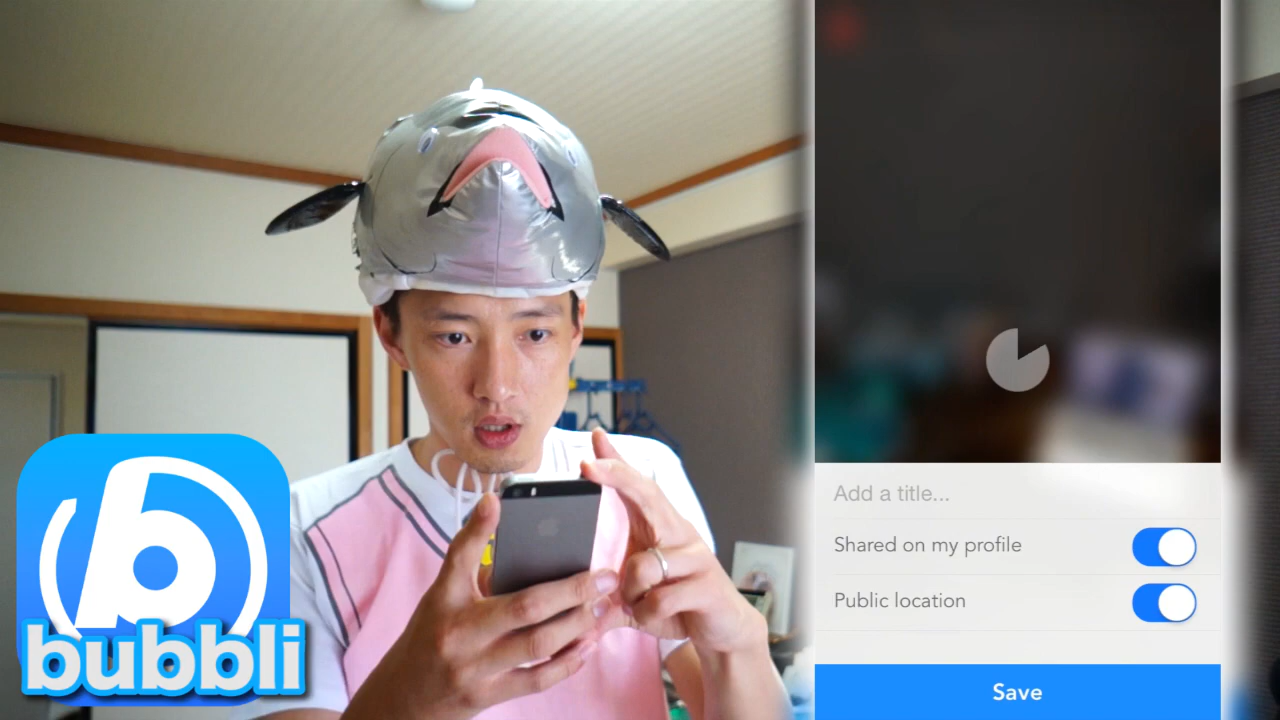 bubbli
Add a title...
Shared on my profile
Public location
Save